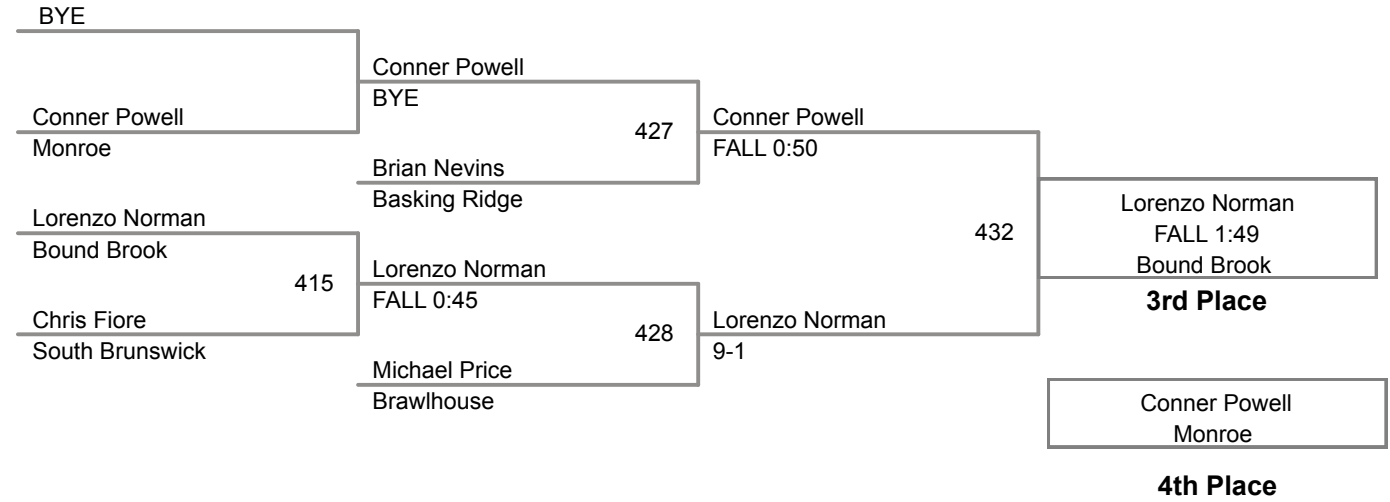 BYE
Conner Powell
BYE
Conner Powell
Monroe
427
Conner Powell
FALL 0:50
Brian Nevins
Basking Ridge
Lorenzo Norman
Bound Brook
432
Lorenzo Norman
FALL 1:49
Bound Brook
3rd Place
415
Lorenzo Norman
FALL 0:45
Chris Fiore
South Brunswick
428
Lorenzo Norman
9-1
Michael Price
Brawlhouse
Conner Powell
Monroe
4th Place